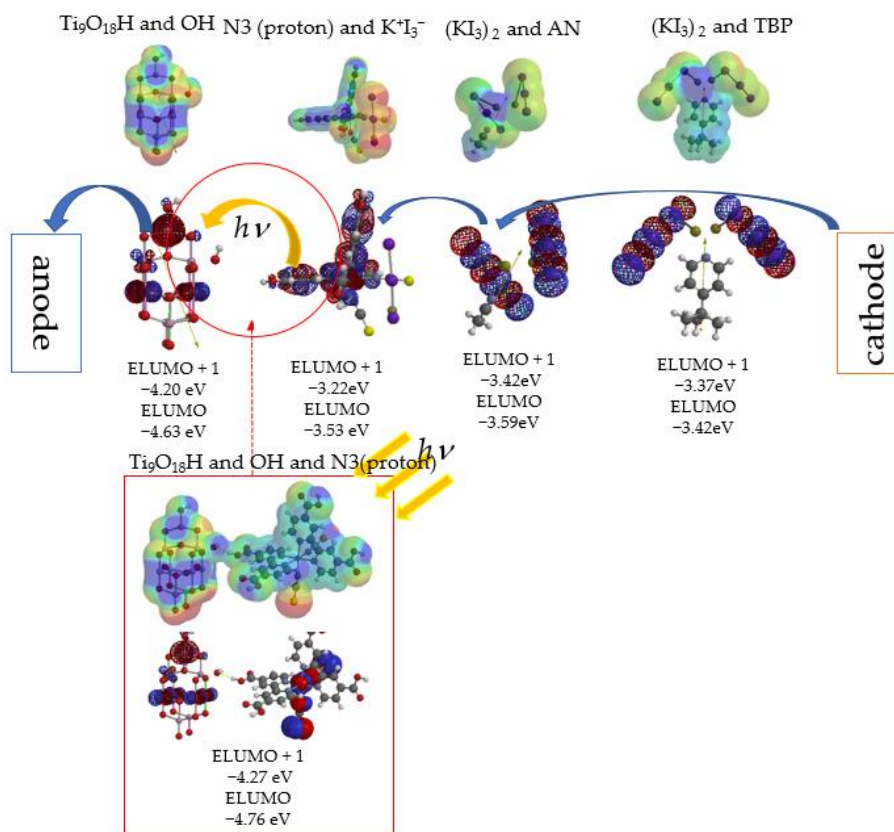 Ti₉O₁₈H and OH
N3 (proton) and K⁺I₃⁻
(KI₃)₂ and AN
(KI₃)₂ and TBP
anode
hν
cathode
ELUMO + 1
−4.20 eV
ELUMO
−4.63 eV
ELUMO + 1
−3.22 eV
ELUMO
−3.53 eV
ELUMO + 1
−3.42eV
ELUMO
−3.59eV
ELUMO + 1
−3.37eV
ELUMO
−3.42eV
Ti₉O₁₈H and OH and N3(proton)
hν
ELUMO + 1
−4.27 eV
ELUMO
−4.76 eV